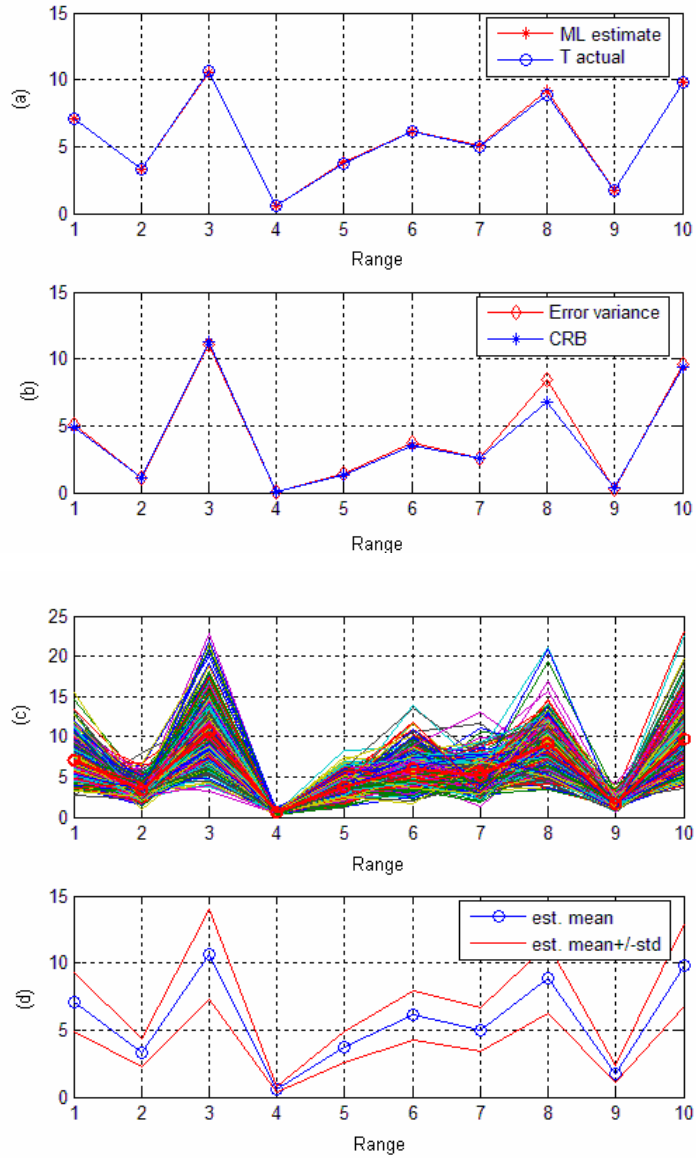 15
ML estimate
T actual
10
(a)
5
0
1 2 3 4 5 6 7 8 9 10
Range
15
Error variance
CRB
10
(b)
5
0
1 2 3 4 5 6 7 8 9 10
Range
25
20
15
(c)
10
5
0
1 2 3 4 5 6 7 8 9 10
Range
15
est. mean
est. mean+/-std
10
(d)
5
0
1 2 3 4 5 6 7 8 9 10
Range